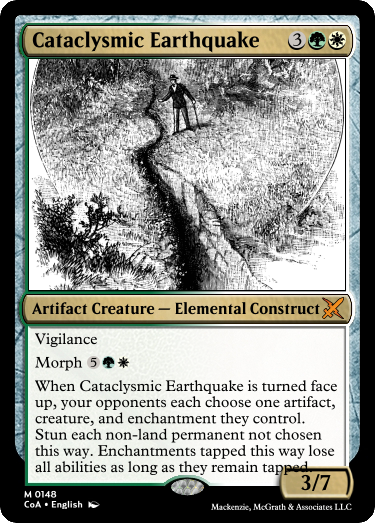 Cataclysmic Earthquake 3
Artifact Creature — Elemental Construct
Vigilance
Morph 5
When Cataclysmic Earthquake is turned face
up, your opponents each choose one artifact,
creature, and enchantment they control.
Stun each non-land permanent not chosen
this way. Enchantments tapped this way lose
all abilities as long as they remain tapped.
3/7
M 0148
CoA • English
Mackenzie, McGrath & Associates LLC